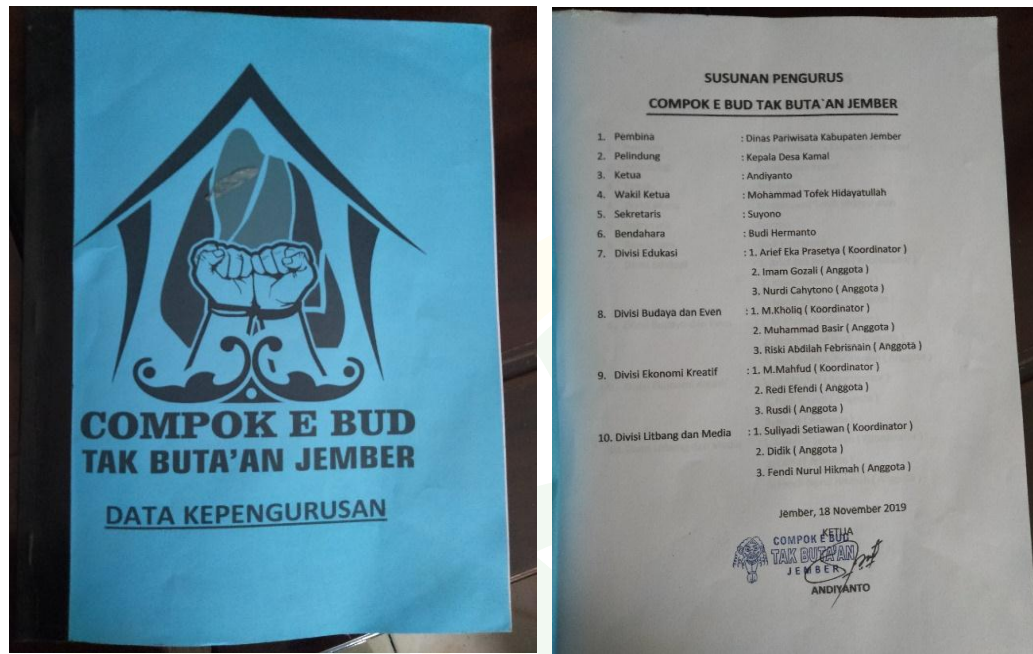 COMPOK E BUD
TAK BUTA'AN JEMBER
DATA KEPENGURUSAN
SUSUNAN PENGURUS
COMPOK E BUD TAK BUTA`AN JEMBER
1. Pembina : Dinas Pariwisata Kabupaten Jember
2. Pelindung : Kepala Desa Kamal
3. Ketua : Andiyanto
4. Wakil Ketua : Mohammad Tofek Hidayatullah
5. Sekretaris : Suyono
6. Bendahara : Budi Hermanto
7. Divisi Edukasi : 1. Arief Eka Prasetya ( Koordinator )
2. Imam Gozali ( Anggota )
3. Nurdi Cahytono ( Anggota )
8. Divisi Budaya dan Even : 1. M.Kholiq ( Koordinator )
2. Muhammad Basir ( Anggota )
3. Riski Abdilah Febrisnain ( Anggota )
9. Divisi Ekonomi Kreatif : 1. M.Mahfud ( Koordinator )
2. Redi Efendi ( Anggota )
3. Rusdi ( Anggota )
10. Divisi Litbang dan Media : 1. Suliyadi Setiawan ( Koordinator )
2. Didik ( Anggota )
3. Fendi Nurul Hikmah ( Anggota )
Jember, 18 November 2019
KETUA
COMPOK E BUD
TAK BUTA'AN
JEMBER
ANDIYANTO